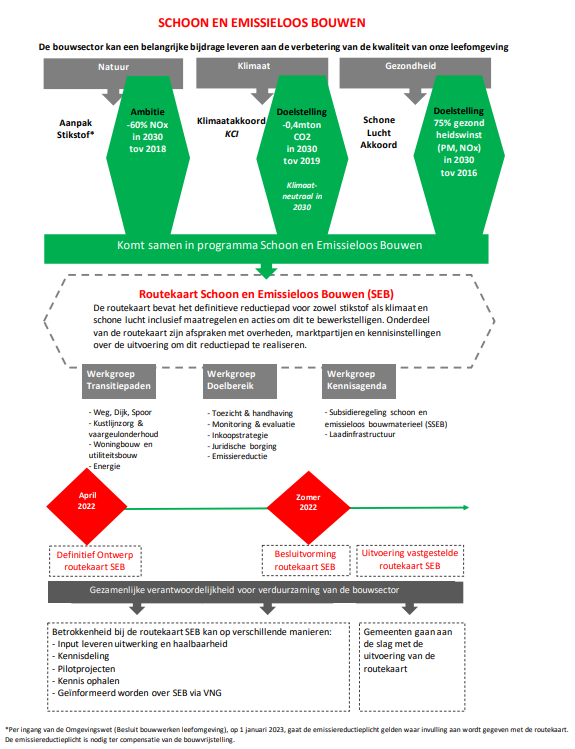 SCHOON EN EMISSIELOOS BOUWEN
De bouwsector kan een belangrijke bijdrage leveren aan de verbetering van de kwaliteit van onze leefomgeving
Natuur
Klimaat
Gezondheid
Aanpak
Stikstof*
Ambitie
-60% NOx
in 2030
tov 2018
Klimaatakkoord
KCI
Doelstelling
-0,4mton
CO2
in 2030
tov 2019
Klimaat-
neutraal in
2030
Schone
Lucht
Akkoord
Doelstelling
75% gezond
heidswinst
(PM, NOx)
in 2030
tov 2016
Komt samen in programma Schoon en Emissieloos Bouwen
Routekaart Schoon en Emissieloos Bouwen (SEB)
De routekaart bevat het definitieve reductiepad voor zowel stikstof als klimaat en
schone lucht inclusief maatregelen en acties om dit te bewerkstelligen. Onderdeel
van de routekaart zijn afspraken met overheden, marktpartijen en kennisinstellingen
over de uitvoering om dit reductiepad te realiseren.
Werkgroep
Transitiepaden
- Weg, Dijk, Spoor
- Kustlijnzorg &
vaargeulonderhoud
- Woningbouw en
utiliteitsbouw
- Energie
Werkgroep
Doelbereik
- Toezicht & handhaving
- Monitoring & evaluatie
- Inkoopstrategie
- Juridische borging
- Emissiereductie
Werkgroep
Kennisagenda
- Subsidieregeling schoon en
emissieloos bouwmaterieel (SSEB)
- Laadinfrastructuur
April
2022
Zomer
2022
Definitief Ontwerp
routekaart SEB
Besluitvorming
routekaart SEB
Uitvoering vastgestelde
routekaart SEB
Gezamenlijke verantwoordelijkheid voor verduurzaming van de bouwsector
Betrokkenheid bij de routekaart SEB kan op verschillende manieren:
- Input leveren uitwerking en haalbaarheid
- Kennisdeling
- Pilotprojecten
- Kennis ophalen
- Geïnformeerd worden over SEB via VNG
Gemeenten gaan aan
de slag met de
uitvoering van de
routekaart
*Per ingang van de Omgevingswet (Besluit bouwwerken leefomgeving), op 1 januari 2023, gaat de emissiereductieplicht gelden waar invulling aan wordt gegeven met de routekaart.
De emissiereductieplicht is nodig ter compensatie van de bouwvrijstelling.